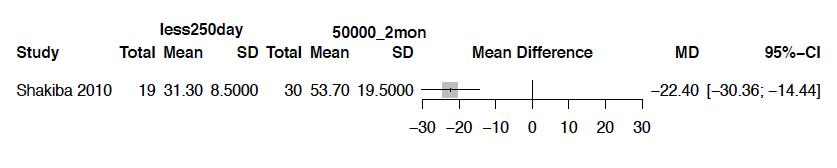 less250day 50000_2mon
Study Total Mean SD Total Mean SD Mean Difference MD 95%−CI
Shakiba 2010 19 31.30 8.5000 30 53.70 19.5000 −22.40 [−30.36; −14.44]
−30 −20 −10 0 10 20 30